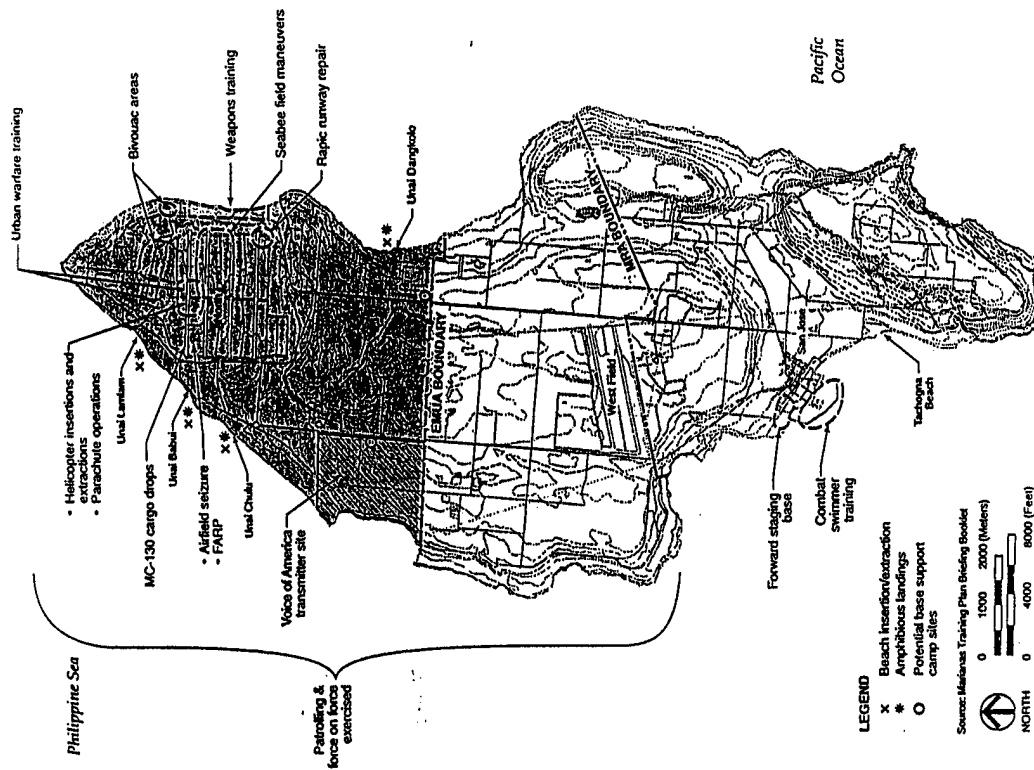 Urban warfare training
Bivouac areas
Weapons training
Seabee field maneuvers
Rapic runway repair
Unai Dangkolo
• Helicopter insertions and
extractions
• Parachute operations
Unai Lamlam
MC-130 cargo drops
Unai Babui
• Airfield seizure
• FARP
Unai Chulu
Voice of America
transmitter site
Philippine Sea
Patrolling &
force on force
exercised
EMUA BOUNDARY
BOUNDARY
West Field
San Jose
Pacific
Ocean
Forward staging
base
Combat
swimmer
training
Tachogna
Beach
LEGEND
x Beach insertion/extraction
* Amphibious landings
O Potential base support
camp sites
Source: Marianas Training Plan Briefing Booklet
0 1000 2000 (Meters)
0 4000 8000 (Feet)
NORTH